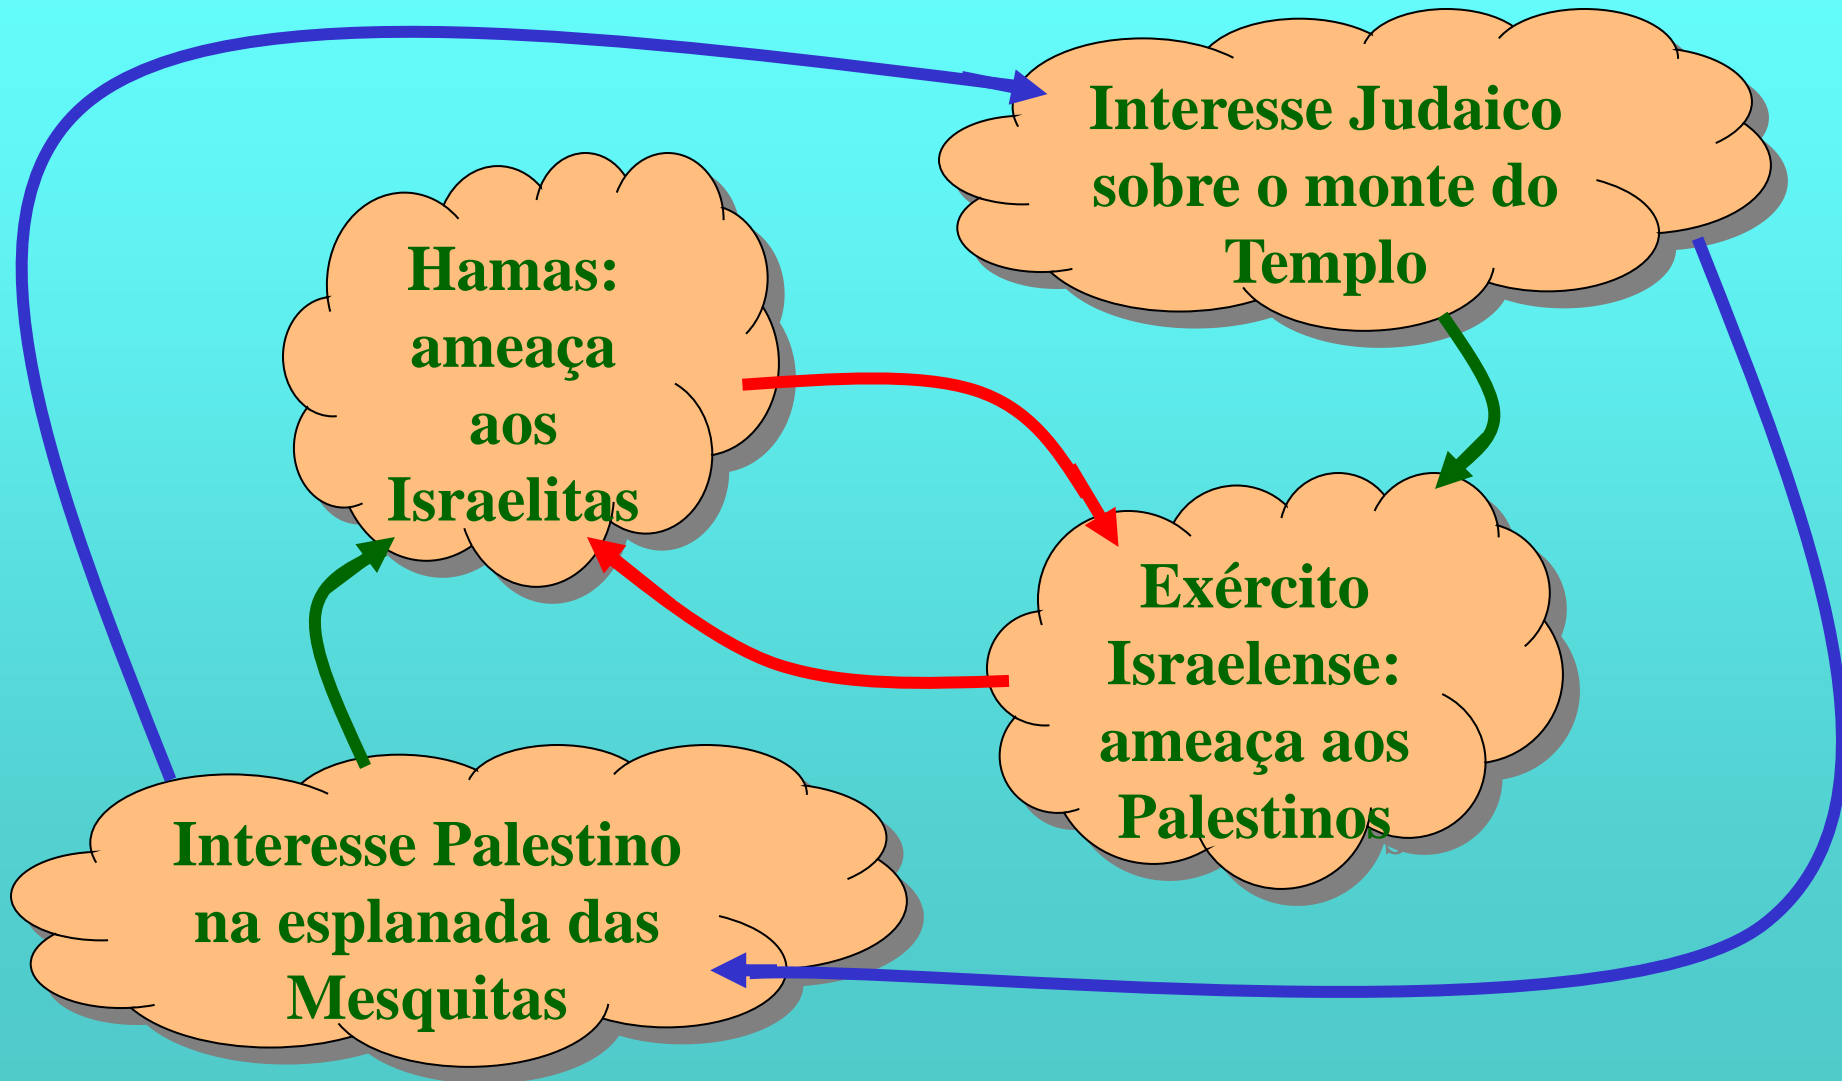 Interesse Judaico
sobre o monte do
Templo
Hamas:
ameaça
aos
Israelitas
Exército
Israelense:
ameaça aos
Palestinos
Interesse Palestino
na esplanada das
Mesquitas